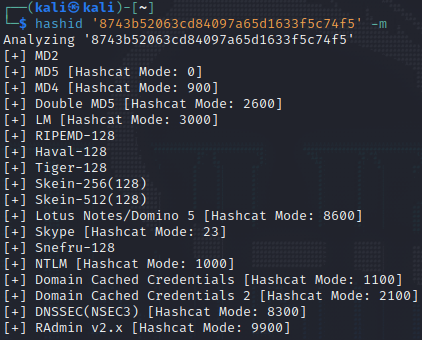 ┌──(kali㉿kali)-[~]
└─$ hashid '8743b52063cd84097a65d1633f5c74f5' -m
Analyzing '8743b52063cd84097a65d1633f5c74f5'
[+] MD2
[+] MD5 [Hashcat Mode: 0]
[+] MD4 [Hashcat Mode: 900]
[+] Double MD5 [Hashcat Mode: 2600]
[+] LM [Hashcat Mode: 3000]
[+] RIPEMD-128
[+] Haval-128
[+] Tiger-128
[+] Skein-256(128)
[+] Skein-512(128)
[+] Lotus Notes/Domino 5 [Hashcat Mode: 8600]
[+] Skype [Hashcat Mode: 23]
[+] Snefru-128
[+] NTLM [Hashcat Mode: 1000]
[+] Domain Cached Credentials [Hashcat Mode: 1100]
[+] Domain Cached Credentials 2 [Hashcat Mode: 2100]
[+] DNSSEC(NSEC3) [Hashcat Mode: 8300]
[+] RAdmin v2.x [Hashcat Mode: 9900]